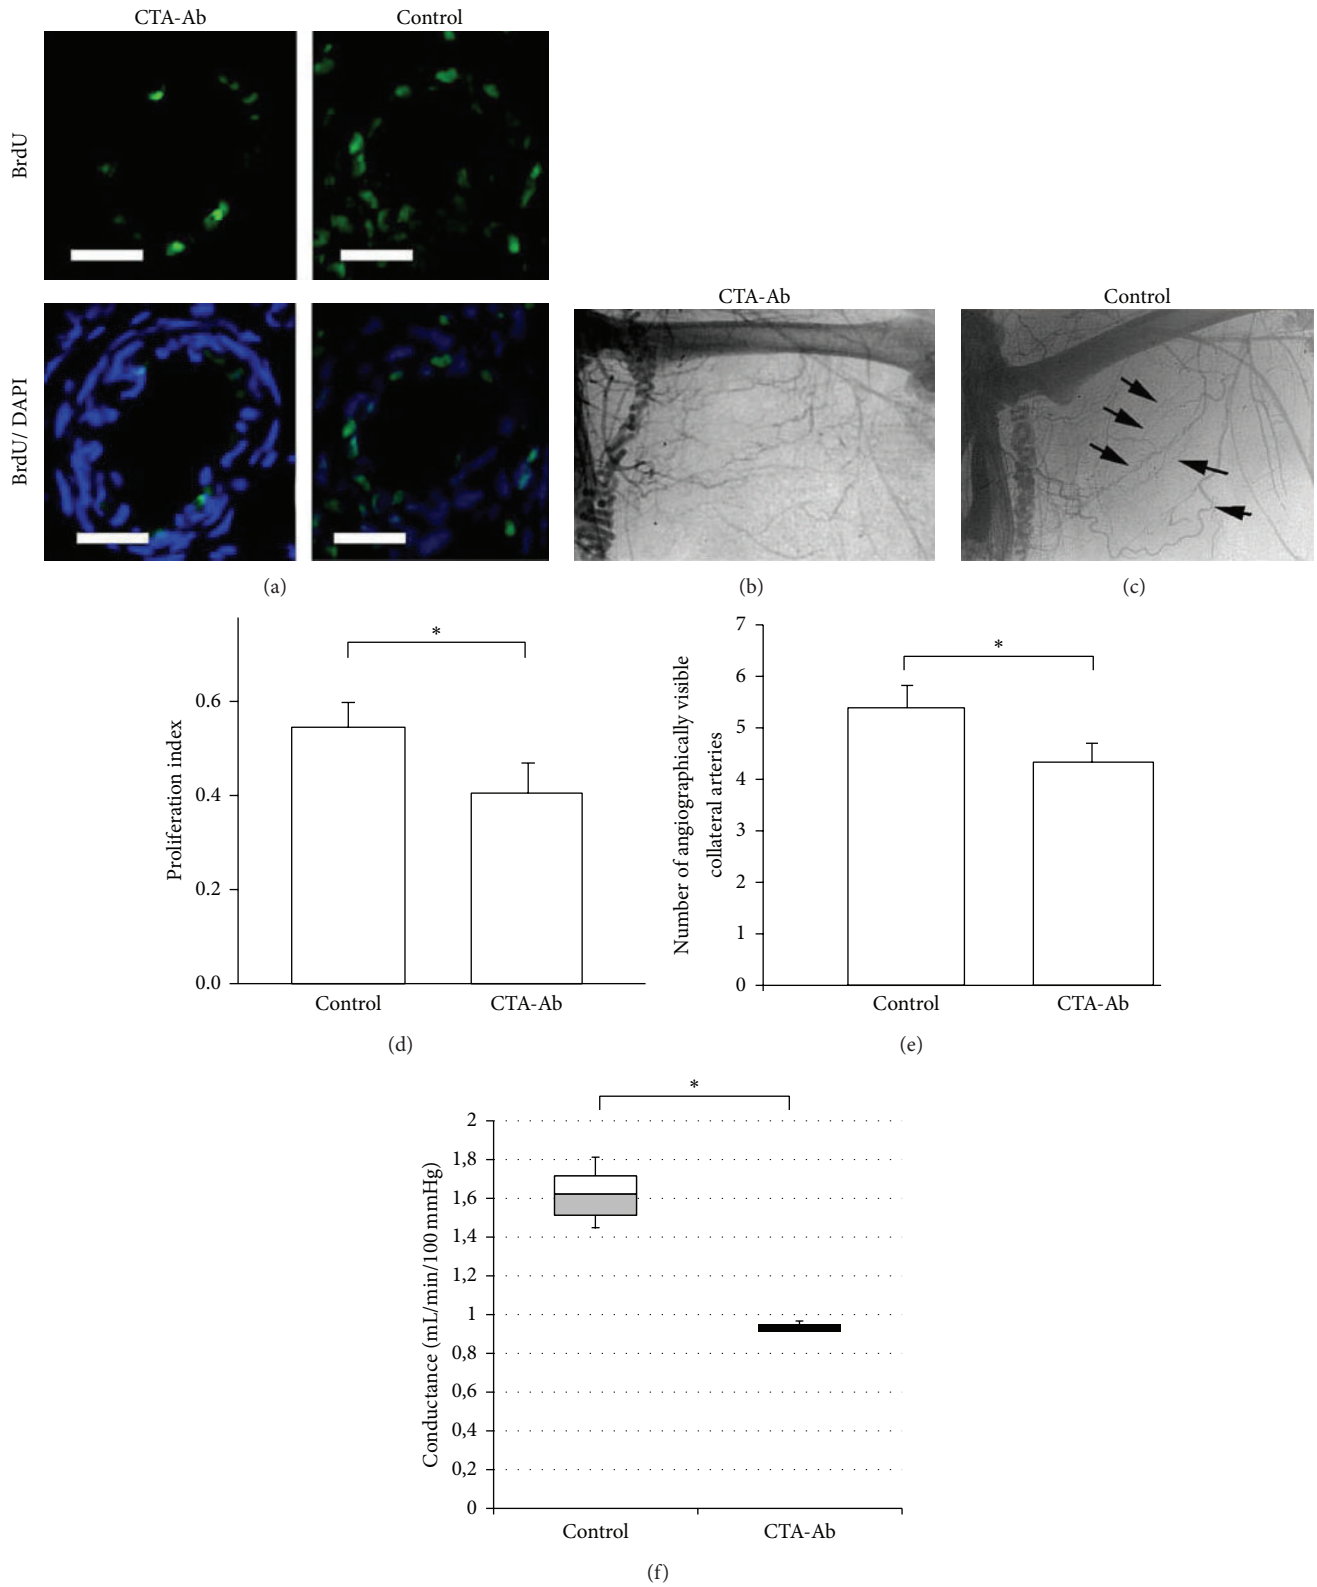 CTA-Ab
Control
BrdU
BrdU/ DAPI
(a)
CTA-Ab
(b)
Control
(c)
*
Proliferation index
0.6
0.4
0.2
0.0
Control
CTA-Ab
(d)
*
Number of angiographically visible
collateral arteries
7
6
5
4
3
2
1
0
Control
CTA-Ab
(e)
*
Conductance (mL/min/100 mmHg)
2
1,8
1,6
1,4
1,2
1
0,8
0,6
0,4
0,2
0
Control
CTA-Ab
(f)